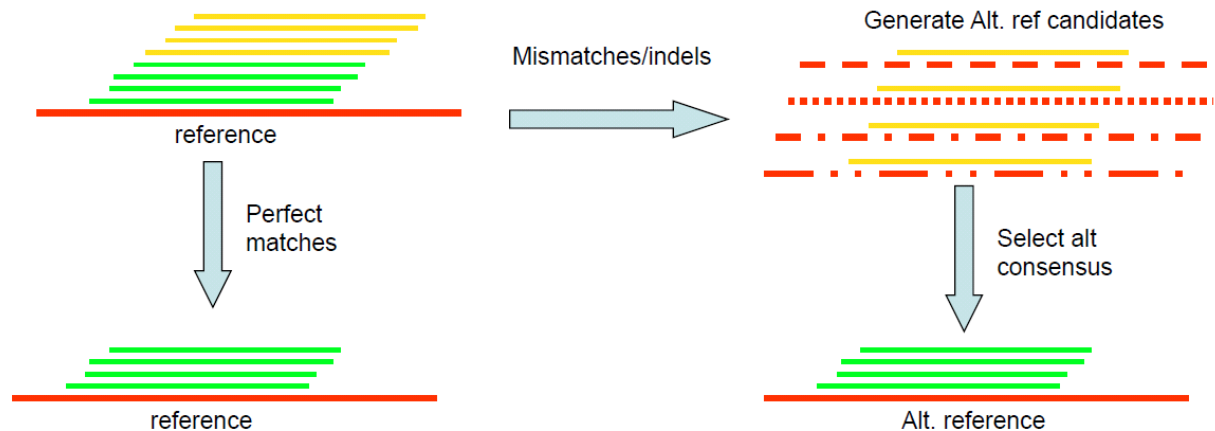 Generate Alt. ref candidates
Mismatches/indels
reference
Perfect
matches
Select alt
consensus
reference
Alt. reference